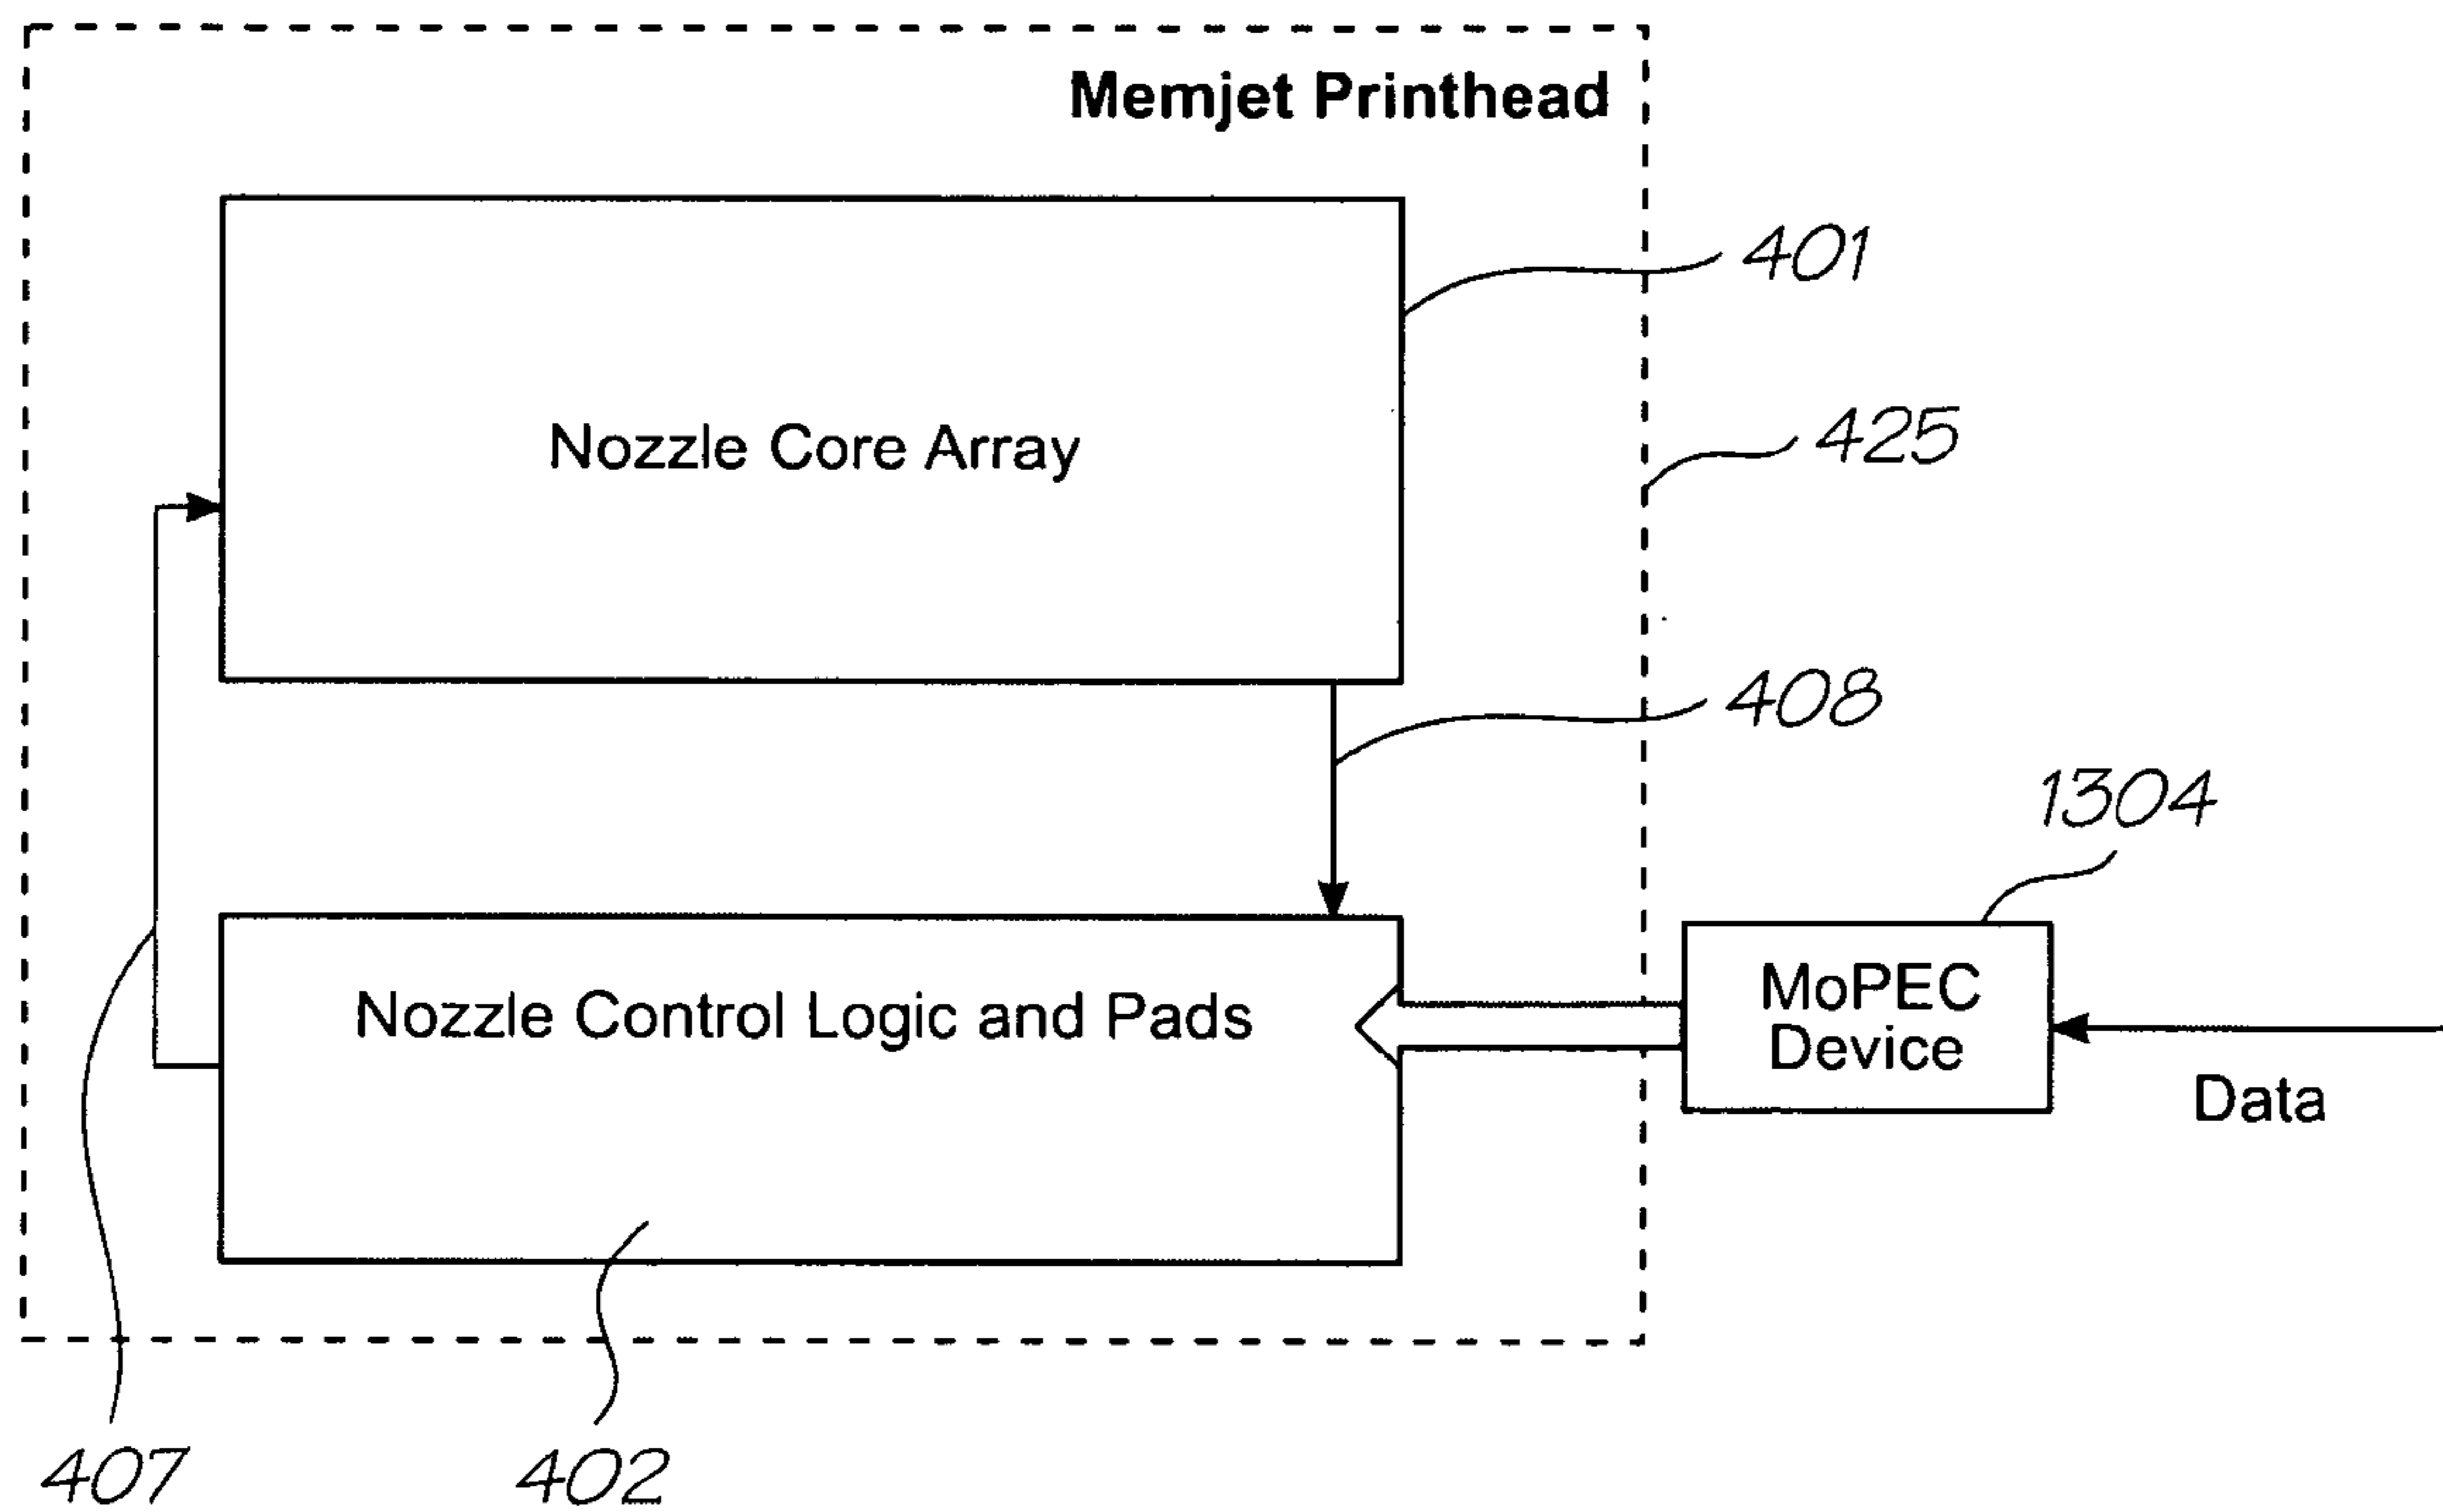 Memjet Printhead
401
Nozzle Core Array
425
408
1304
Nozzle Control Logic and Pads
MoPEC
Device
Data
407
402